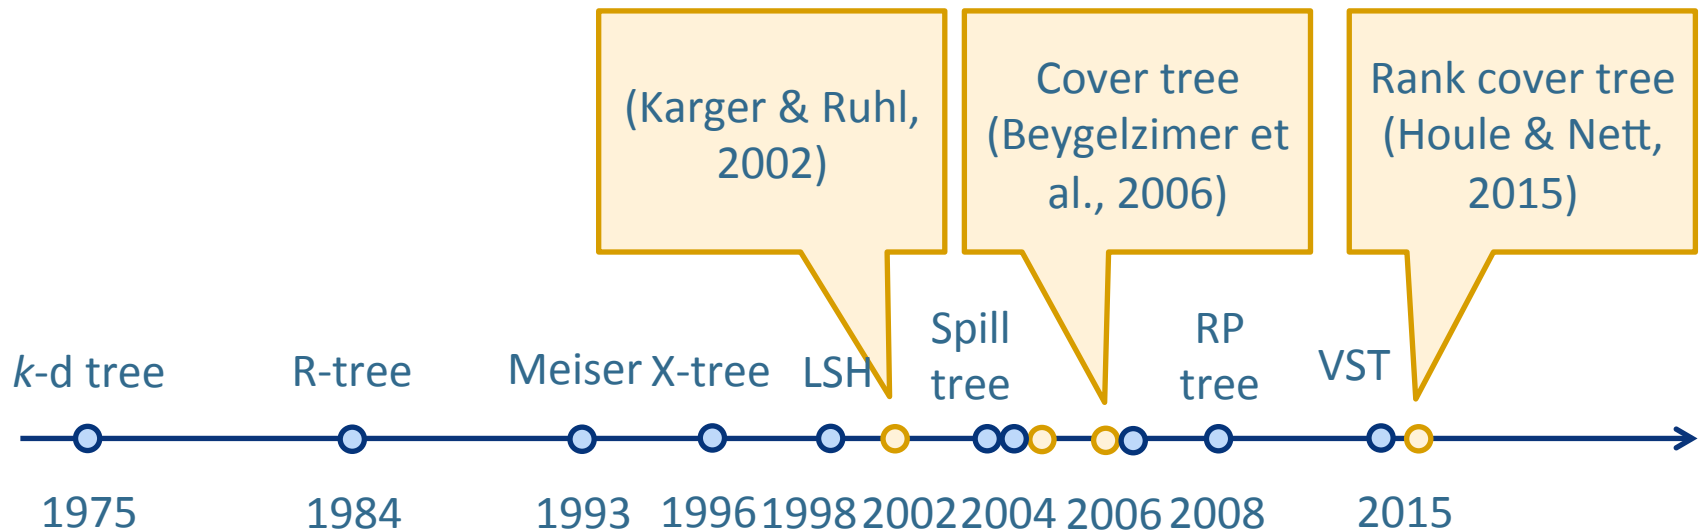 (Karger & Ruhl,
2002)
Cover tree
(Beygelzimer et
al., 2006)
Rank cover tree
(Houle & Nett,
2015)
k-d tree
R-tree
Meiser
X-tree
LSH
Spill
tree
RP
tree
VST
1975
1984
1993
1996
1998
2002
2004
2006
2008
2015